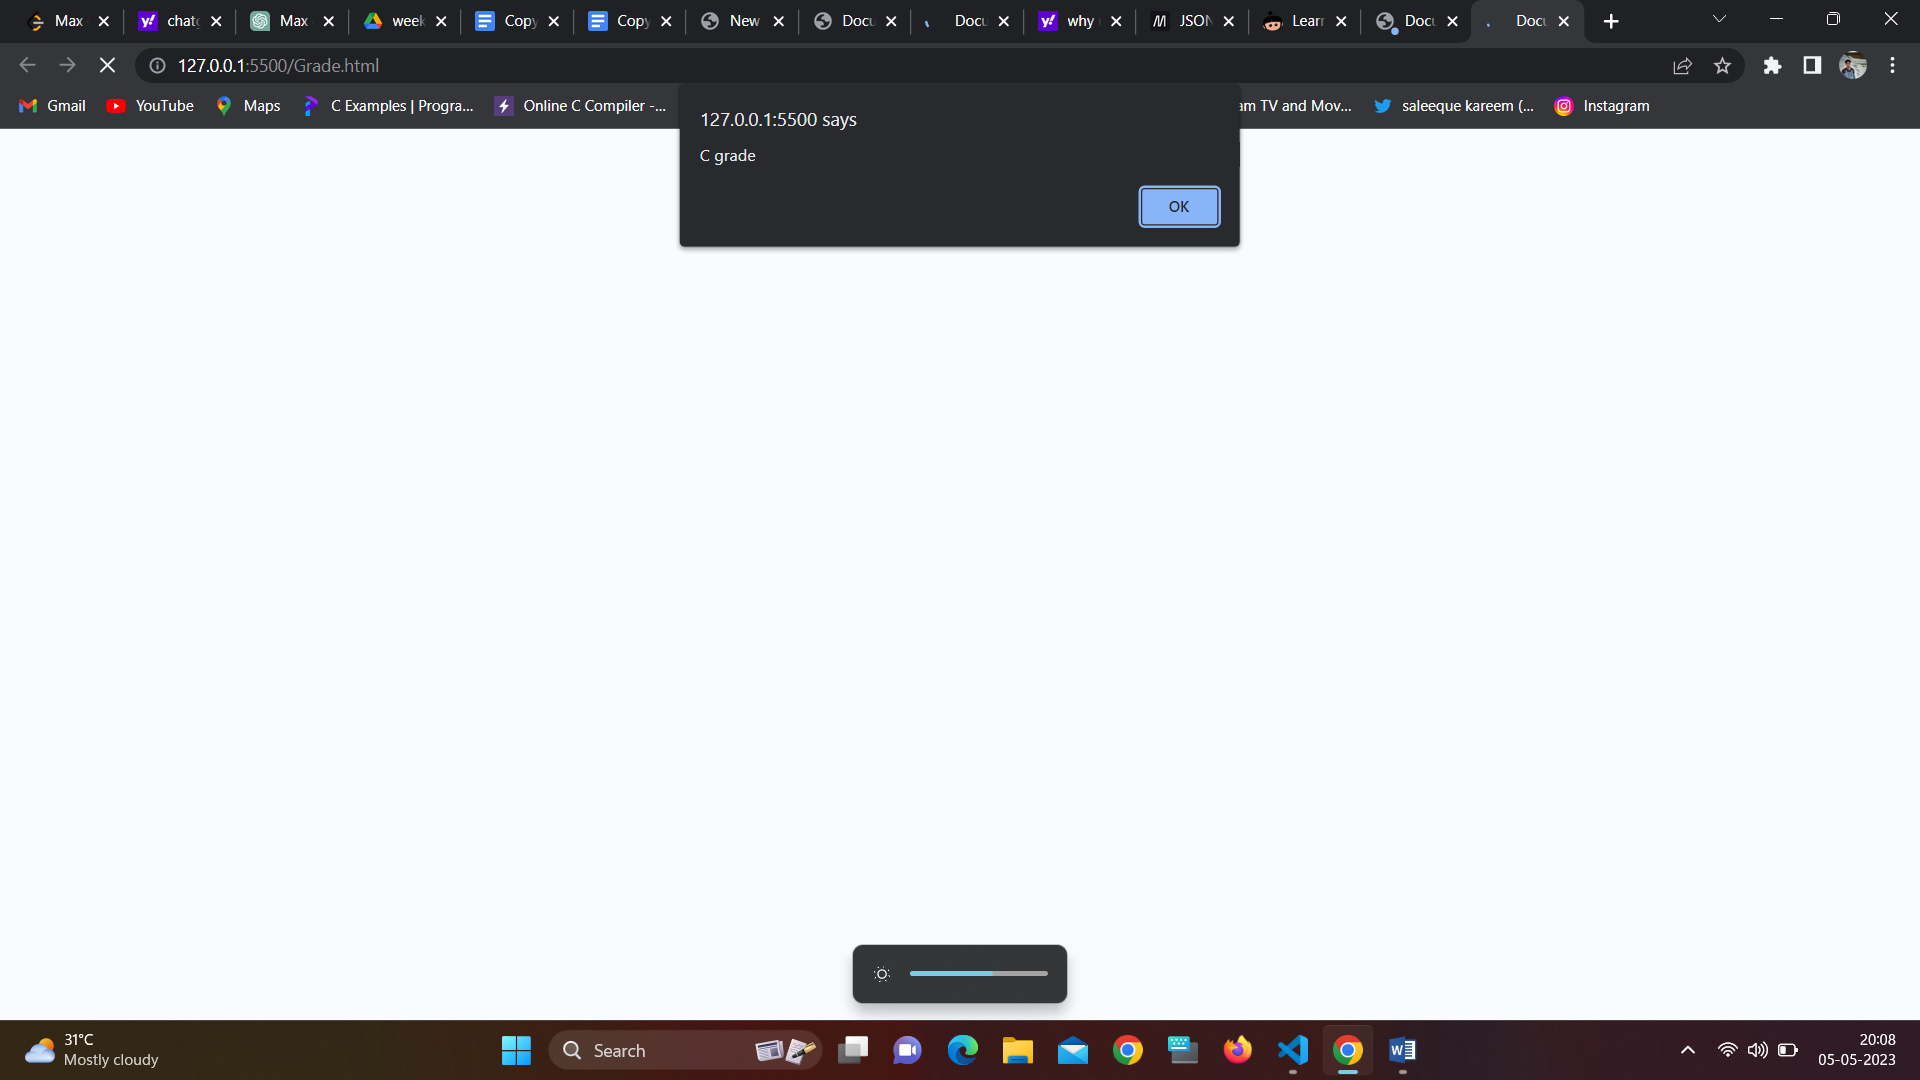 Max
chatg
Max
week
Copy
Copy
New
Docu
Docu
why
JSON
Learn
Docu
Docu
127.0.0.1:5500/Grade.html
Gmail
YouTube
Maps
C Examples | Progra...
Online C Compiler -...
am TV and Mov...
saleeque kareem (...
Instagram
127.0.0.1:5500 says
C grade
OK
31°C
Mostly cloudy
Search
20:08
05-05-2023